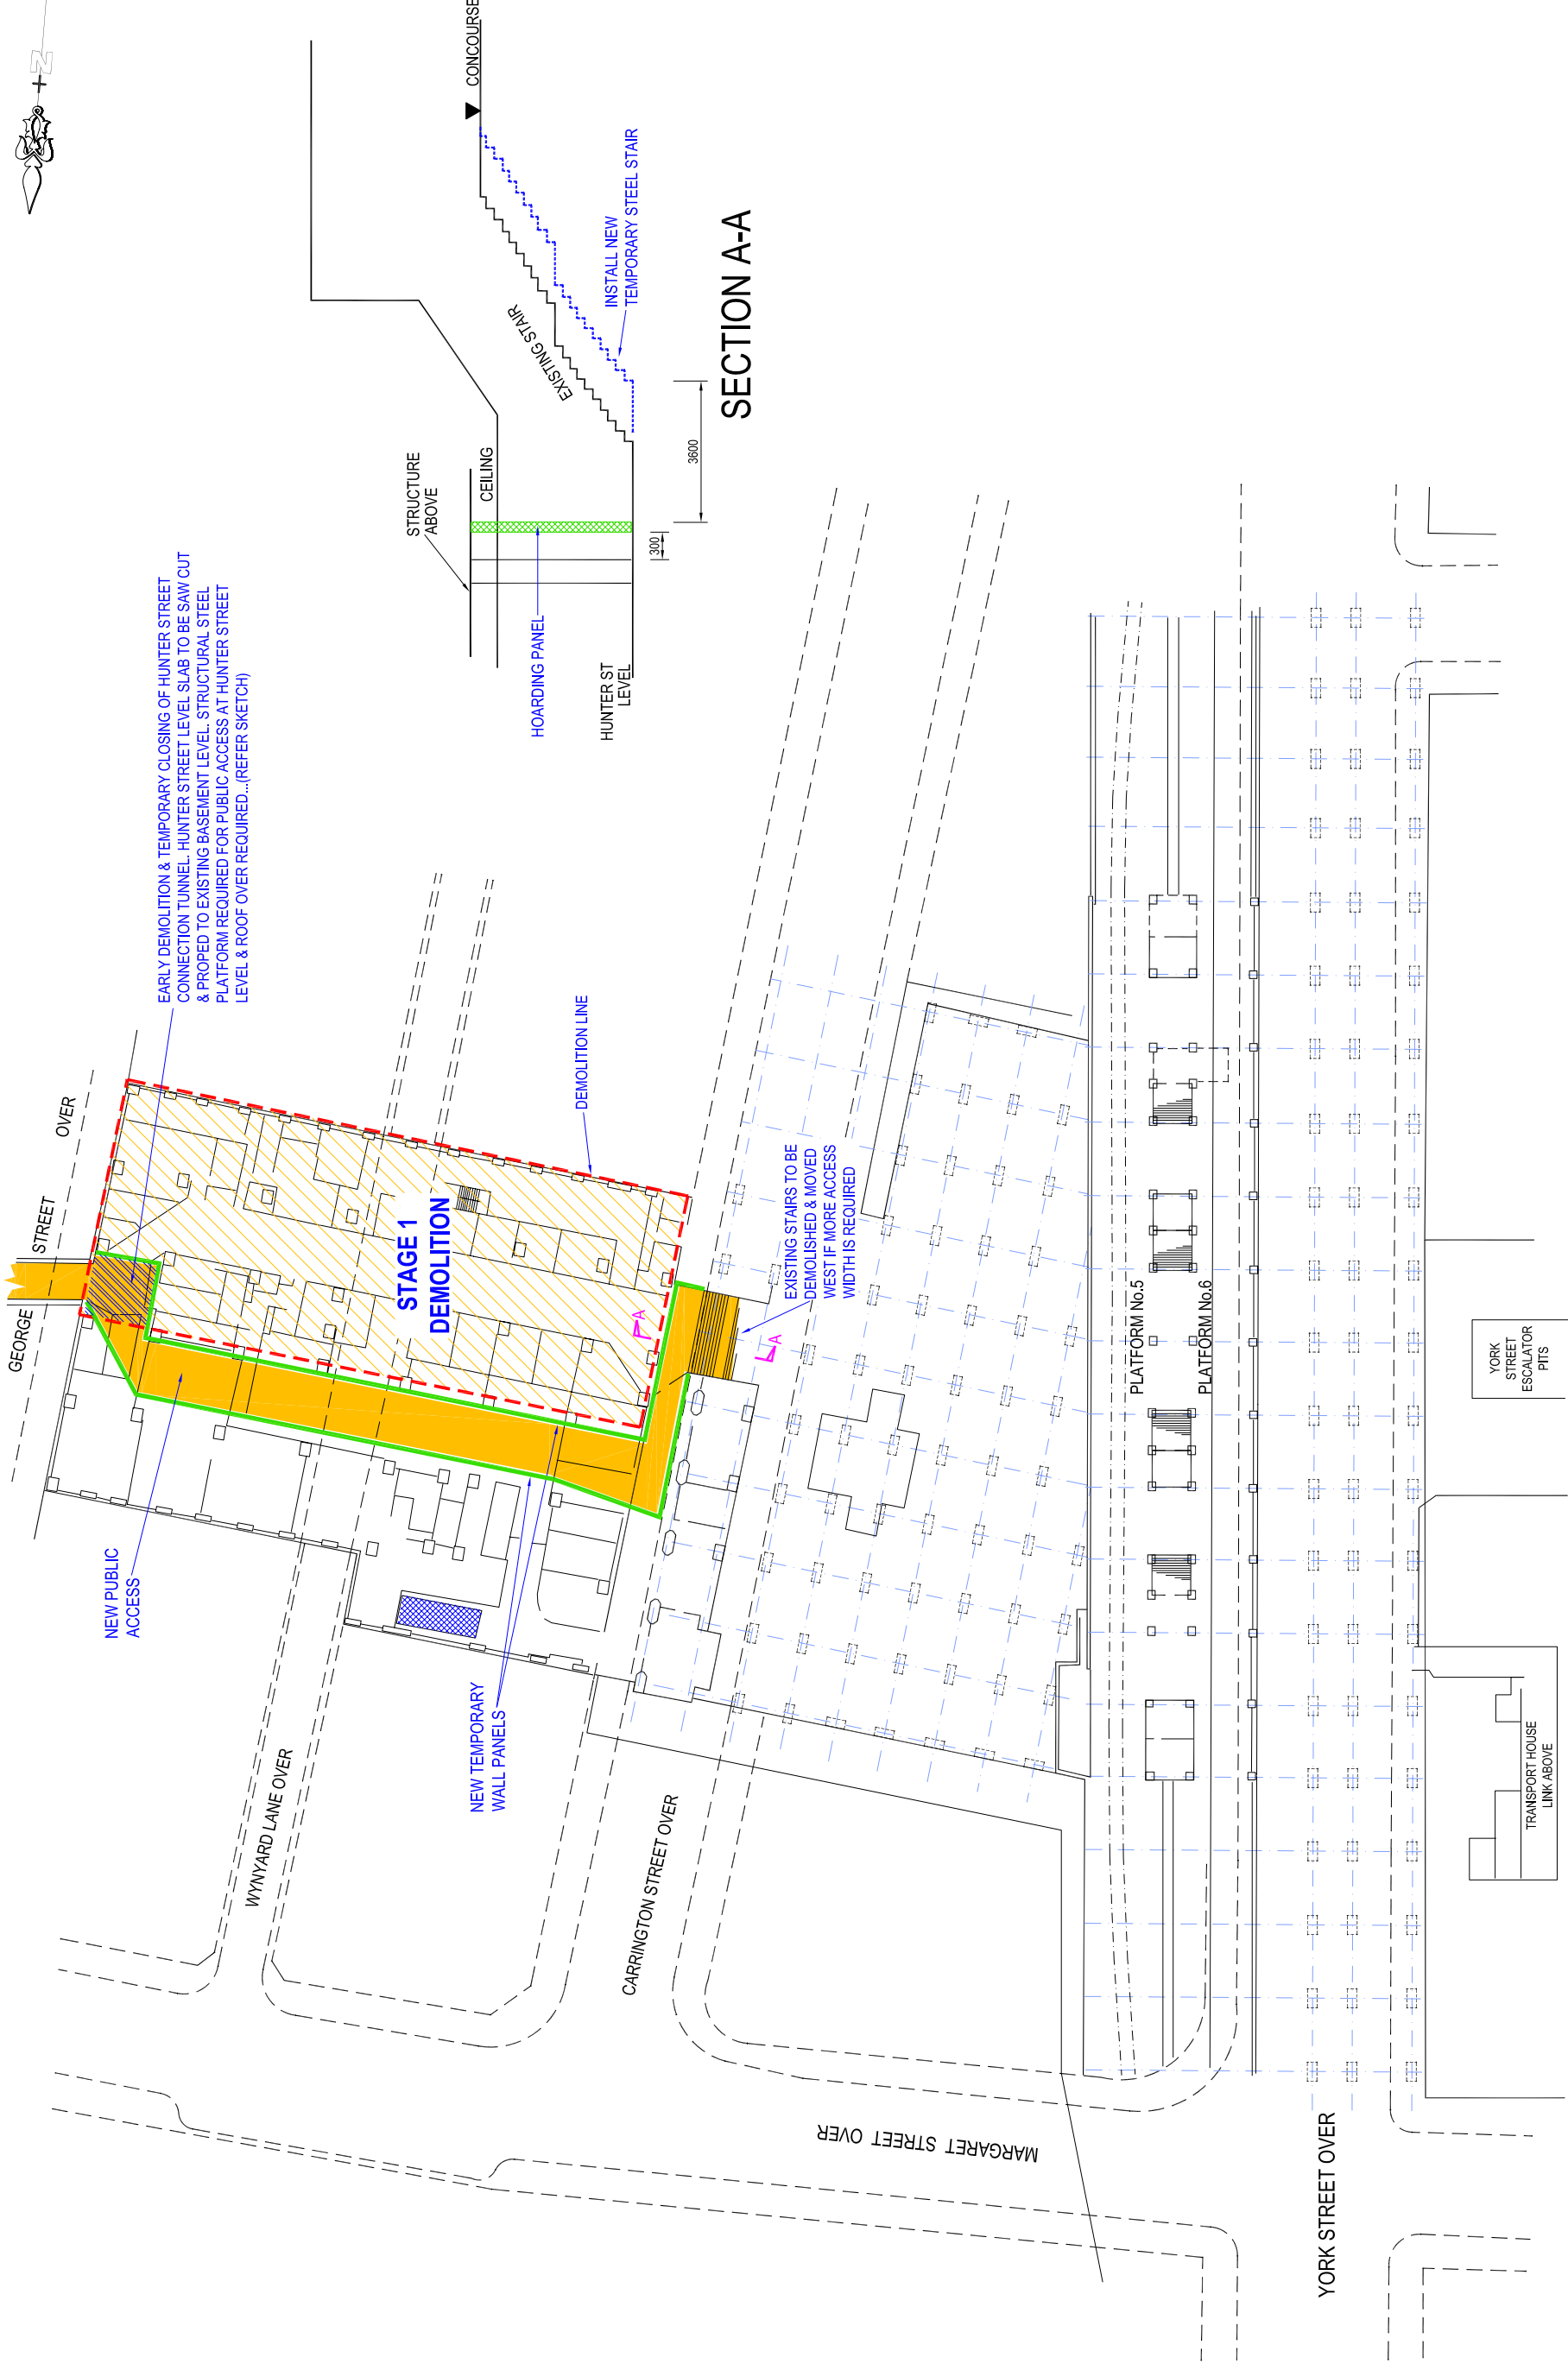 N
CONCOURSE
EXISTING STAIR
INSTALL NEW
TEMPORARY STEEL STAIR
STRUCTURE
ABOVE
CEILING
HOARDING PANEL
HUNTER ST
LEVEL
300
3600
SECTION A-A
EARLY DEMOLITION & TEMPORARY CLOSING OF HUNTER STREET
CONNECTION TUNNEL. HUNTER STREET LEVEL SLAB TO BE SAW CUT
& PROPED TO EXISTING BASEMENT LEVEL. STRUCTURAL STEEL
PLATFORM REQUIRED FOR PUBLIC ACCESS AT HUNTER STREET
LEVEL & ROOF OVER REQUIRED...(REFER SKETCH)
GEORGE STREET OVER
DEMOLITION LINE
STAGE 1
DEMOLITION
A
A
EXISTING STAIRS TO BE
DEMOLISHED & MOVED
WEST IF MORE ACCESS
WIDTH IS REQUIRED
NEW PUBLIC
ACCESS
NEW TEMPORARY
WALL PANELS
WYNYARD LANE OVER
CARRINGTON STREET OVER
MARGARET STREET OVER
PLATFORM No.5
PLATFORM No.6
YORK
STREET
ESCALATOR
PITS
TRANSPORT HOUSE
LINK ABOVE
YORK STREET OVER